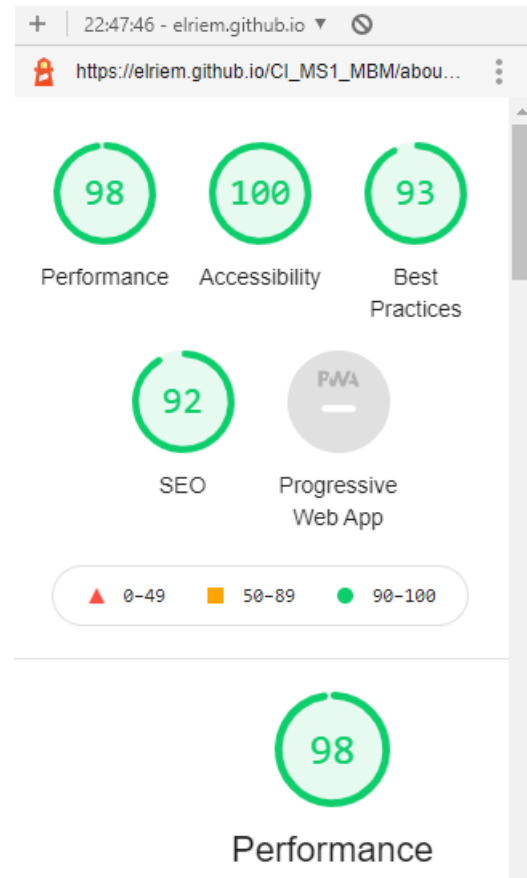 22:47:46 - elriem.github.io ▼
https://elriem.github.io/CI_MS1_MBM/abou...
98 100 93
Performance Accessibility Best
Practices
92 PWA
SEO Progressive
Web App
0–49 50–89 90–100
98
Performance